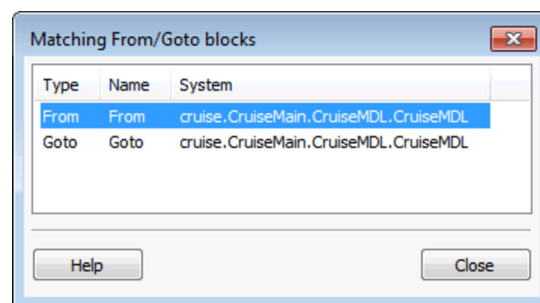 Matching From/Goto blocks
Type Name System
From From cruise.CruiseMain.CruiseMDL.CruiseMDL
Goto Goto cruise.CruiseMain.CruiseMDL.CruiseMDL
Help Close